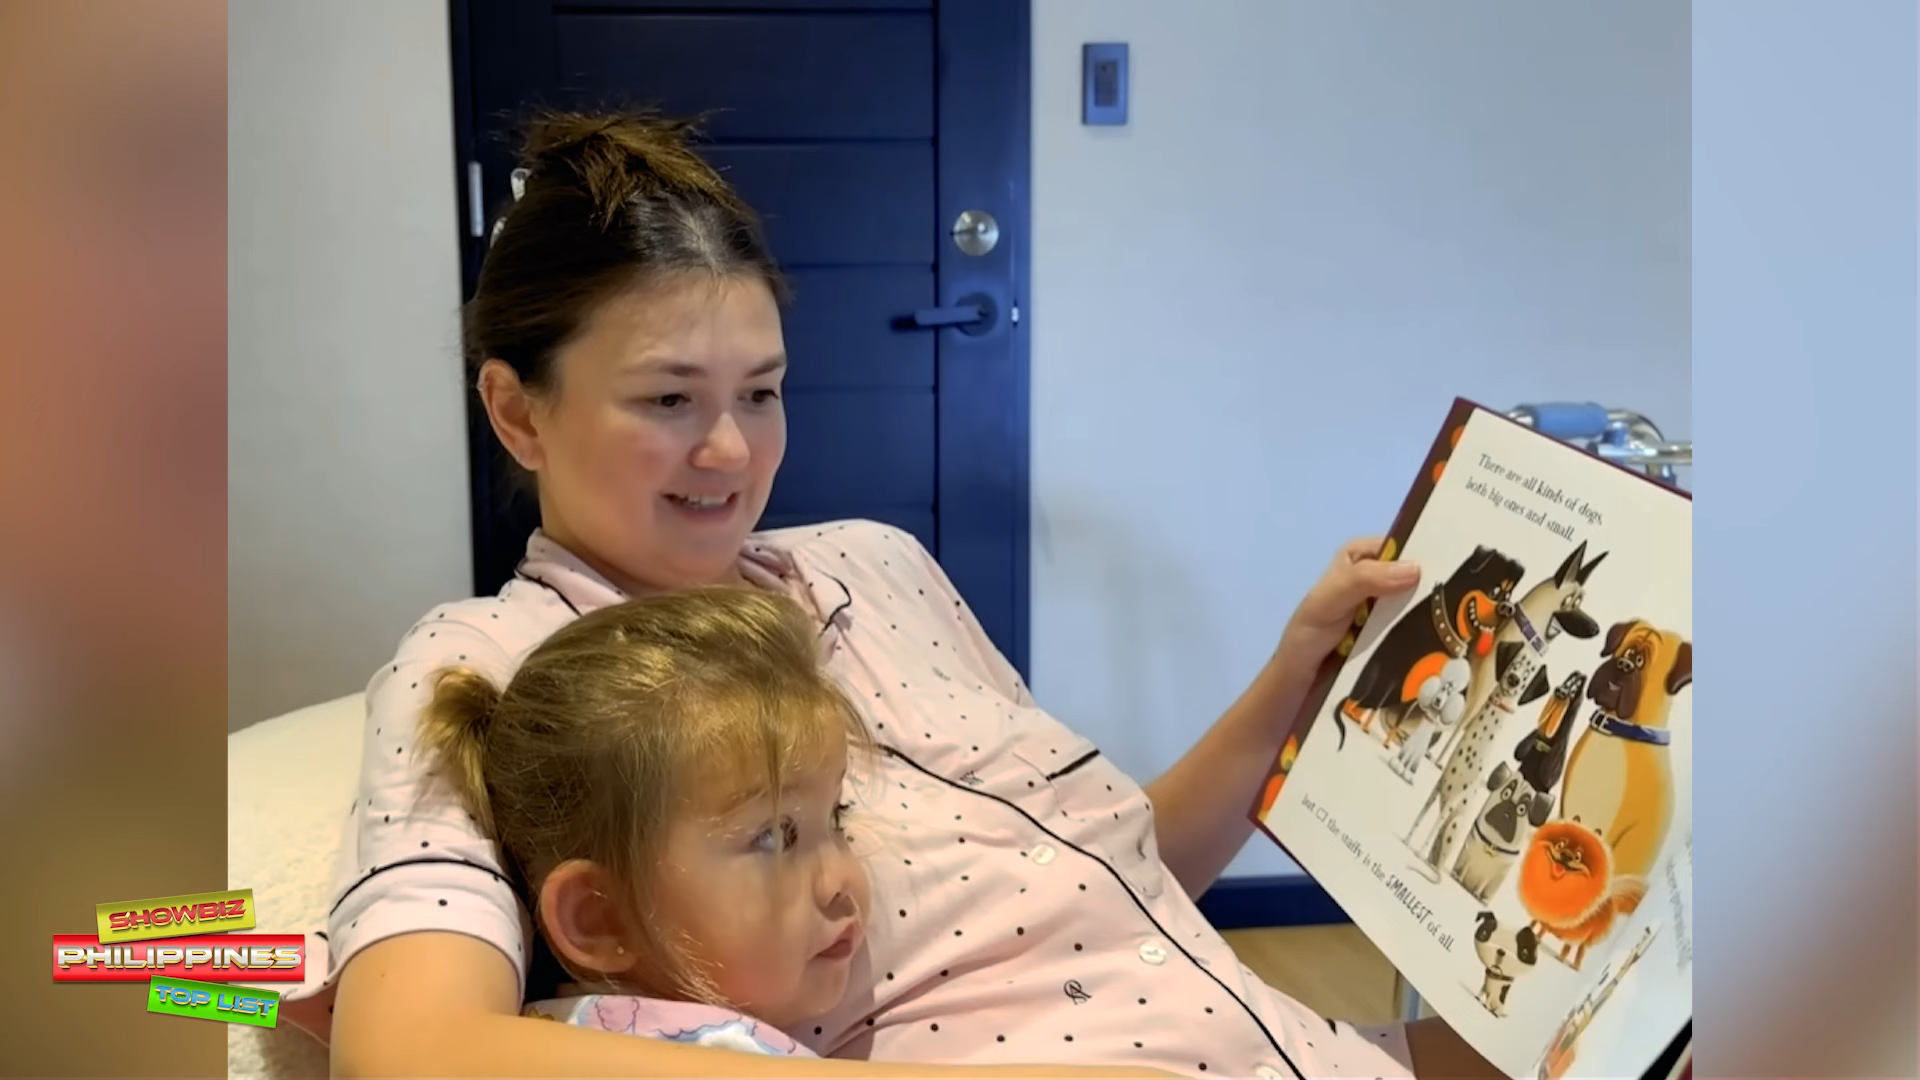 There are all kinds of dogs,
both big ones and small,
but CJ the staffy is the SMALLEST of all.
SHOWBIZ
PHILIPPINES
TOP LIST